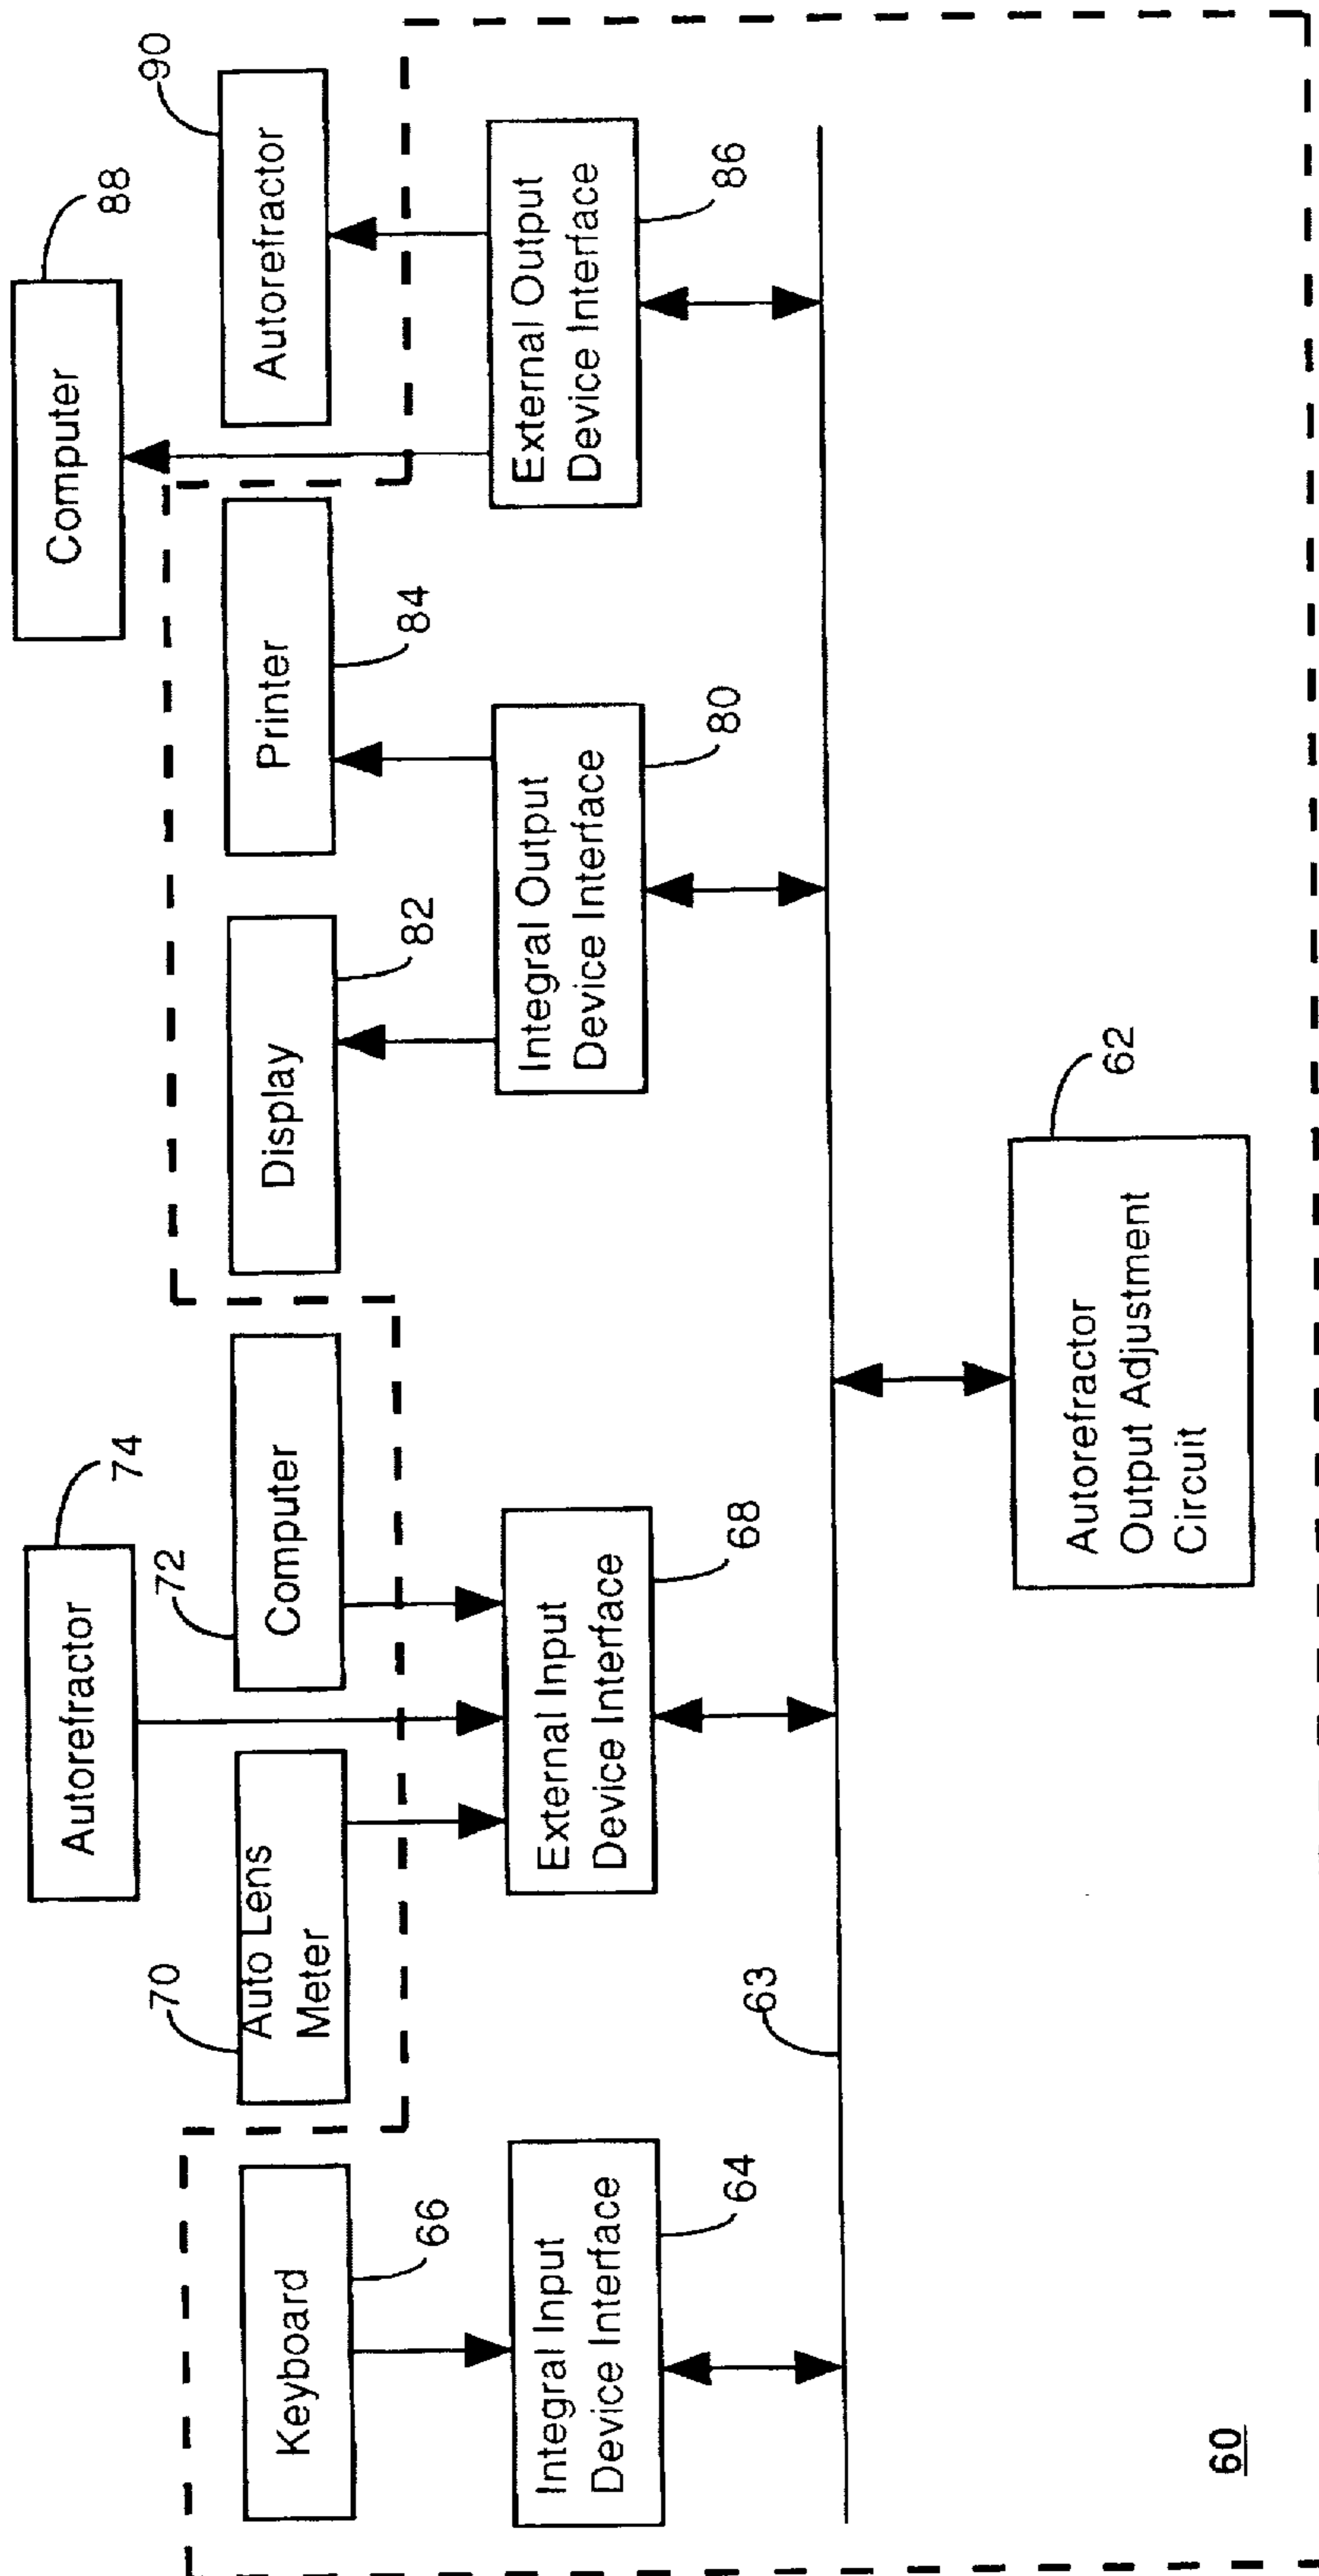 88
Computer
74
Autorefractor
90
Autorefractor
Printer
84
Display
82
72
Computer
70
Auto Lens
Meter
Keyboard
66
External Output
Device Interface
86
Integral Output
Device Interface
80
External Input
Device Interface
68
Integral Input
Device Interface
64
63
62
Autorefractor
Output Adjustment
Circuit
60